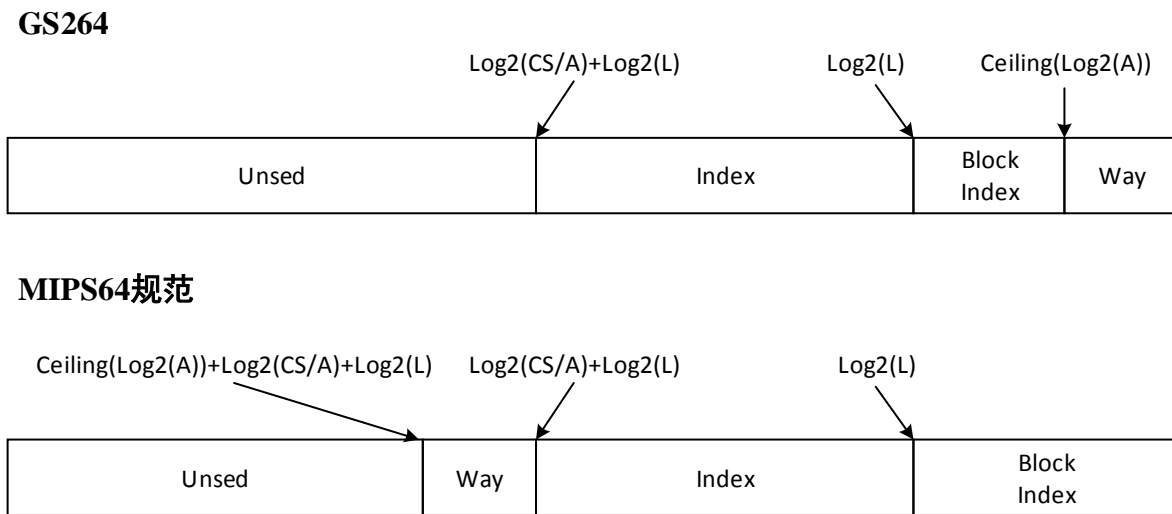 GS264
Log2(CS/A)+Log2(L) Log2(L) Ceiling(Log2(A))
Unsed Index Block Index Way
MIPS64规范
Ceiling(Log2(A))+Log2(CS/A)+Log2(L) Log2(CS/A)+Log2(L) Log2(L)
Unsed Way Index Block Index